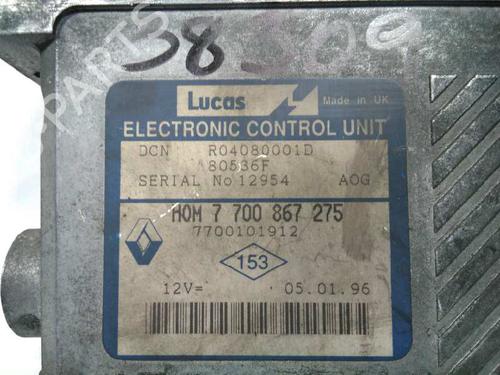 38309
Lucas Made in UK
ELECTRONIC CONTROL UNIT
DCN R04080001D
80536F
SERIAL No 12954 AOG
HOM 7 700 867 275
7700101912
153
12V= 05.01.96